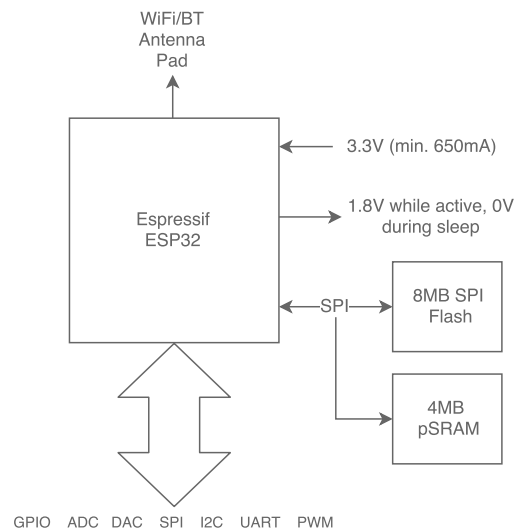 WiFi/BT
Antenna
Pad
3.3V (min. 650mA)
Espressif
ESP32
1.8V while active, 0V
during sleep
SPI
8MB SPI
Flash
4MB
pSRAM
GPIO ADC DAC SPI I2C UART PWM